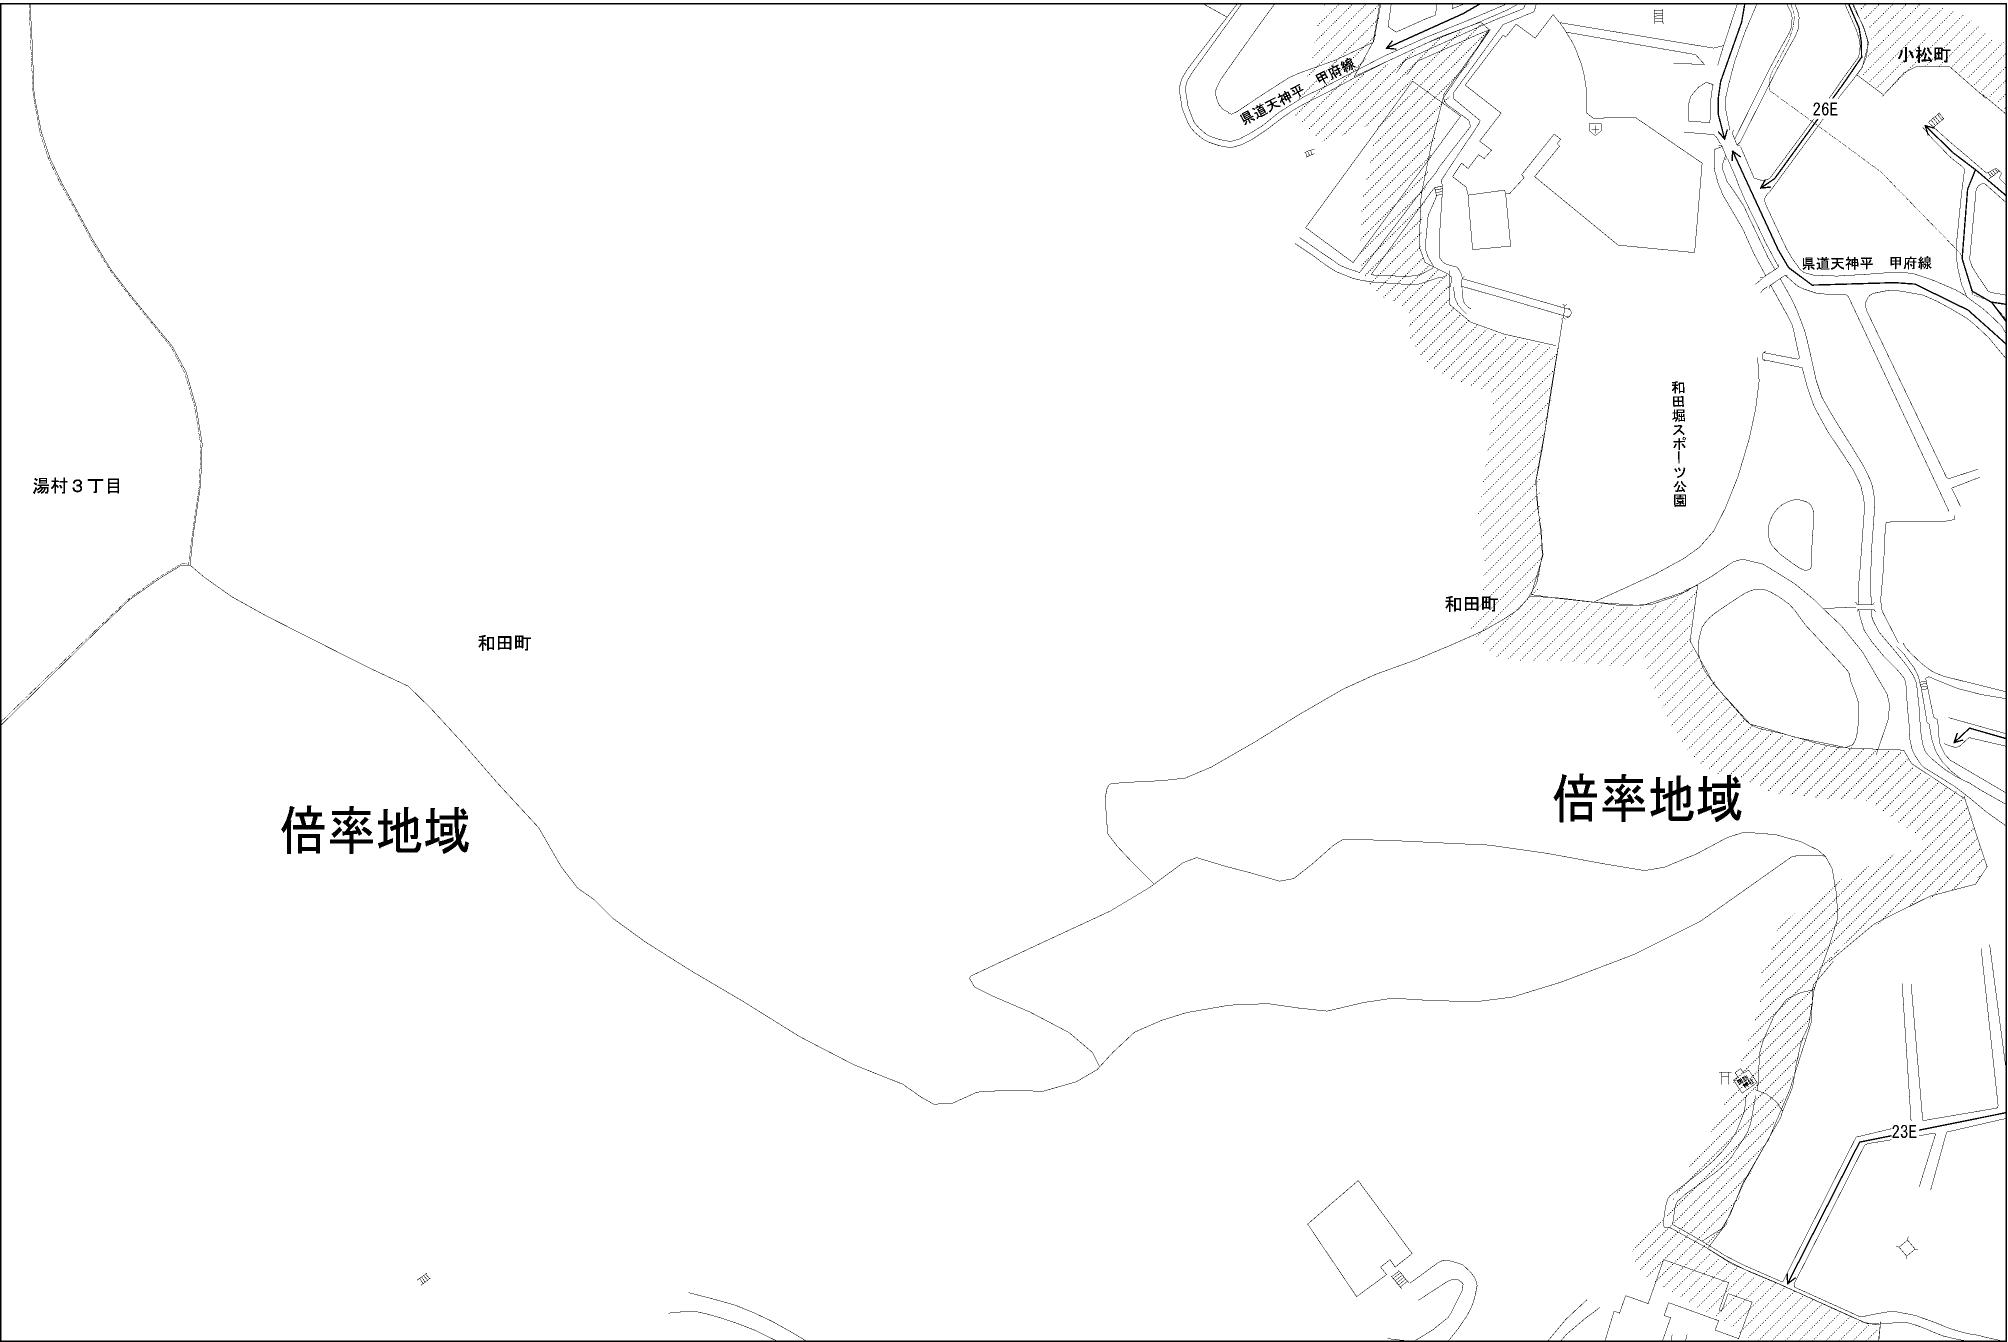 小松町
県道天神平　甲府線
26E
県道天神平　甲府線
和田堀スポーツ公園
湯村３丁目
和田町
和田町
倍率地域
倍率地域
23E